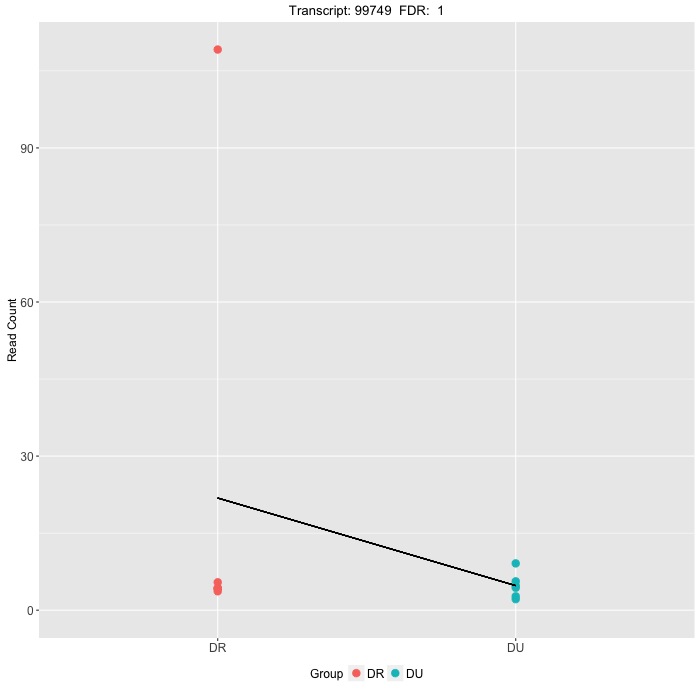 Transcript: 99749  FDR:  1
Read Count
90
60
30
0
DR
DU
Group DR DU